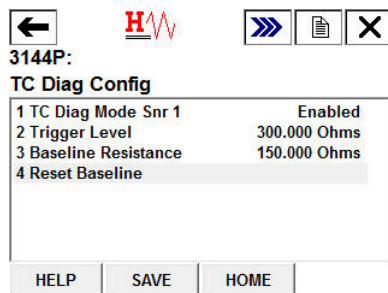 H
3144P:
TC Diag Config
1 TC Diag Mode Snr 1 Enabled
2 Trigger Level 300.000 Ohms
3 Baseline Resistance 150.000 Ohms
4 Reset Baseline
HELP SAVE HOME